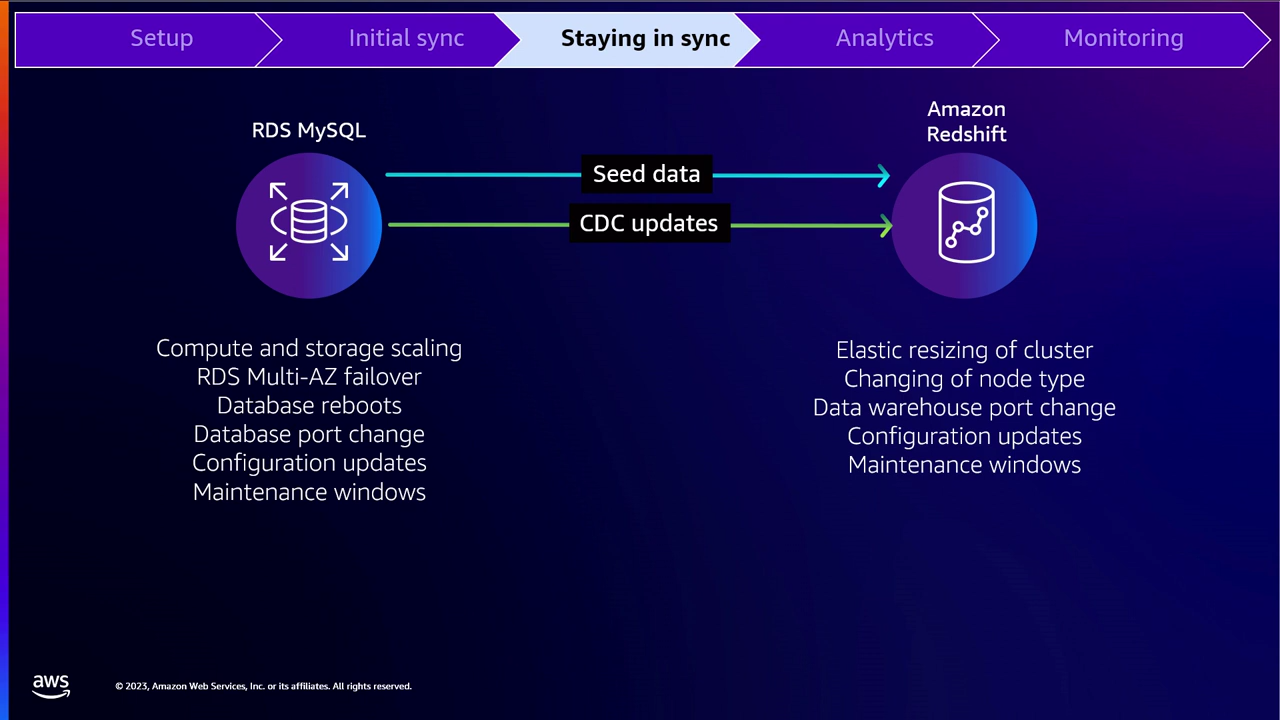 Setup
Initial sync
Staying in sync
Analytics
Monitoring
RDS MySQL
Amazon
Redshift
Seed data
CDC updates
Compute and storage scaling
RDS Multi-AZ failover
Database reboots
Database port change
Configuration updates
Maintenance windows
Elastic resizing of cluster
Changing of node type
Data warehouse port change
Configuration updates
Maintenance windows
aws
© 2023, Amazon Web Services, Inc. or its affiliates. All rights reserved.